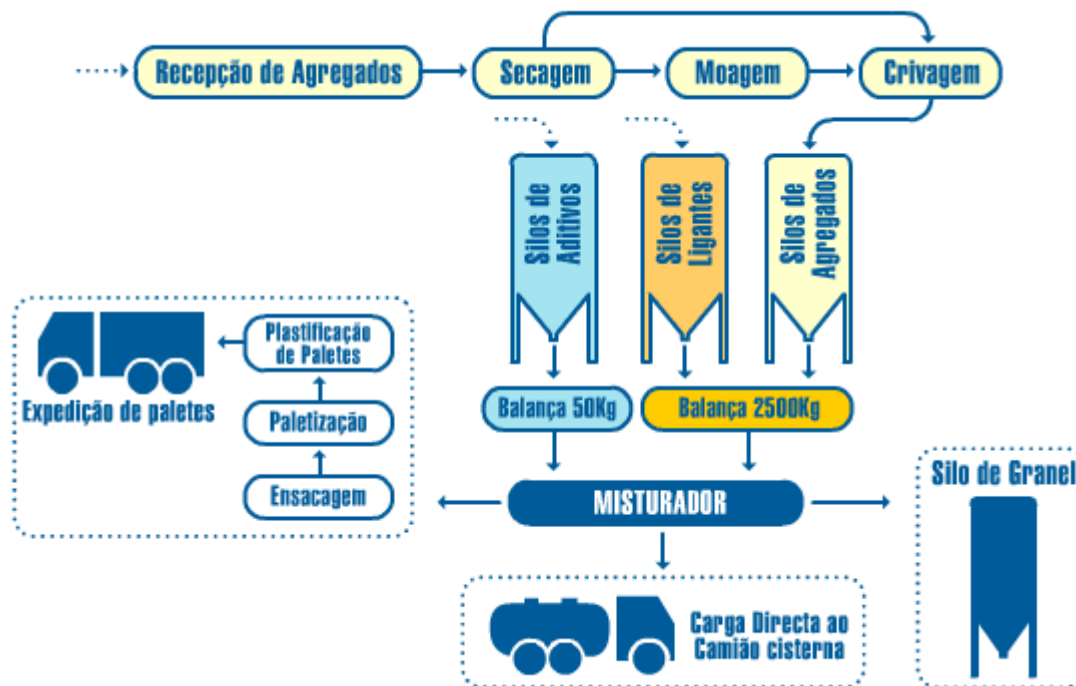 Recepção de Agregados
Secagem
Moagem
Crivagem
Silos de
Aditivos
Silos de
Ligantes
Silos de
Agregados
Plastificação
de Paletes
Expedição de paletes
Paletização
Ensacagem
Balança 50Kg
Balança 2500Kg
MISTURADOR
Silo de Granel
Carga Directa ao
Camião cisterna